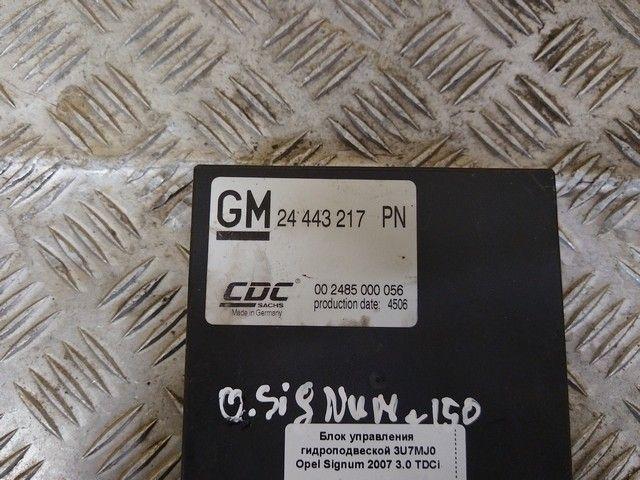 GM 24 443 217 PN
CDC® 00 2485 000 056
SACHS production date: 4506
Made in Germany
O.SigNUM 150
Блок управления
гидроподвеской 3U7MJ0
Opel Signum 2007 3.0 TDCi